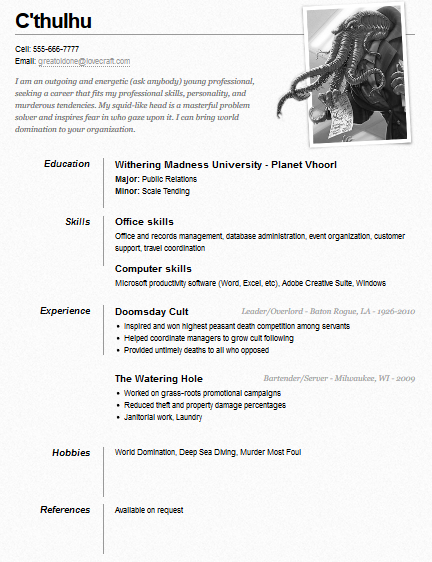 C'thulhu
Cell: 555-666-7777
Email: greatoldone@lovecraft.com
I am an outgoing and energetic (ask anybody) young professional,
seeking a career that fits my professional skills, personality, and
murderous tendencies. My squid-like head is a masterful problem
solver and inspires fear in who gaze upon it. I can bring world
domination to your organization.
Education
Withering Madness University - Planet Vhoorl
Major: Public Relations
Minor: Scale Tending
Skills
Office skills
Office and records management, database administration, event organization, customer
support, travel coordination
Computer skills
Microsoft productivity software (Word, Excel, etc), Adobe Creative Suite, Windows
Experience
Doomsday Cult Leader/Overlord - Baton Rogue, LA - 1926-2010
• Inspired and won highest peasant death competition among servants
• Helped coordinate managers to grow cult following
• Provided untimely deaths to all who opposed
The Watering Hole Bartender/Server - Milwaukee, WI - 2009
• Worked on grass-roots promotional campaigns
• Reduced theft and property damage percentages
• Janitorial work, Laundry
Hobbies
World Domination, Deep Sea Diving, Murder Most Foul
References
Available on request